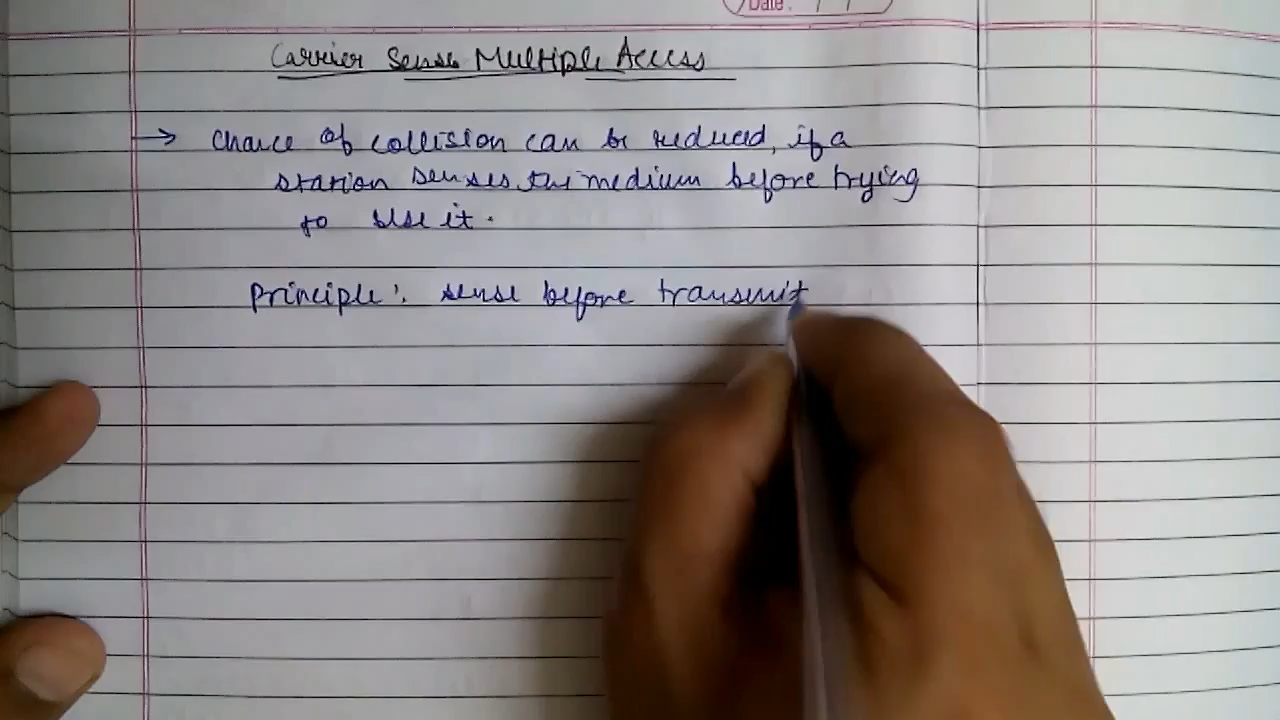 Date :
Carrier Sense Multiple Access
→ Chance of collision can be reduced, if a
station senses the medium before trying
to use it.
Principle: sense before transmit